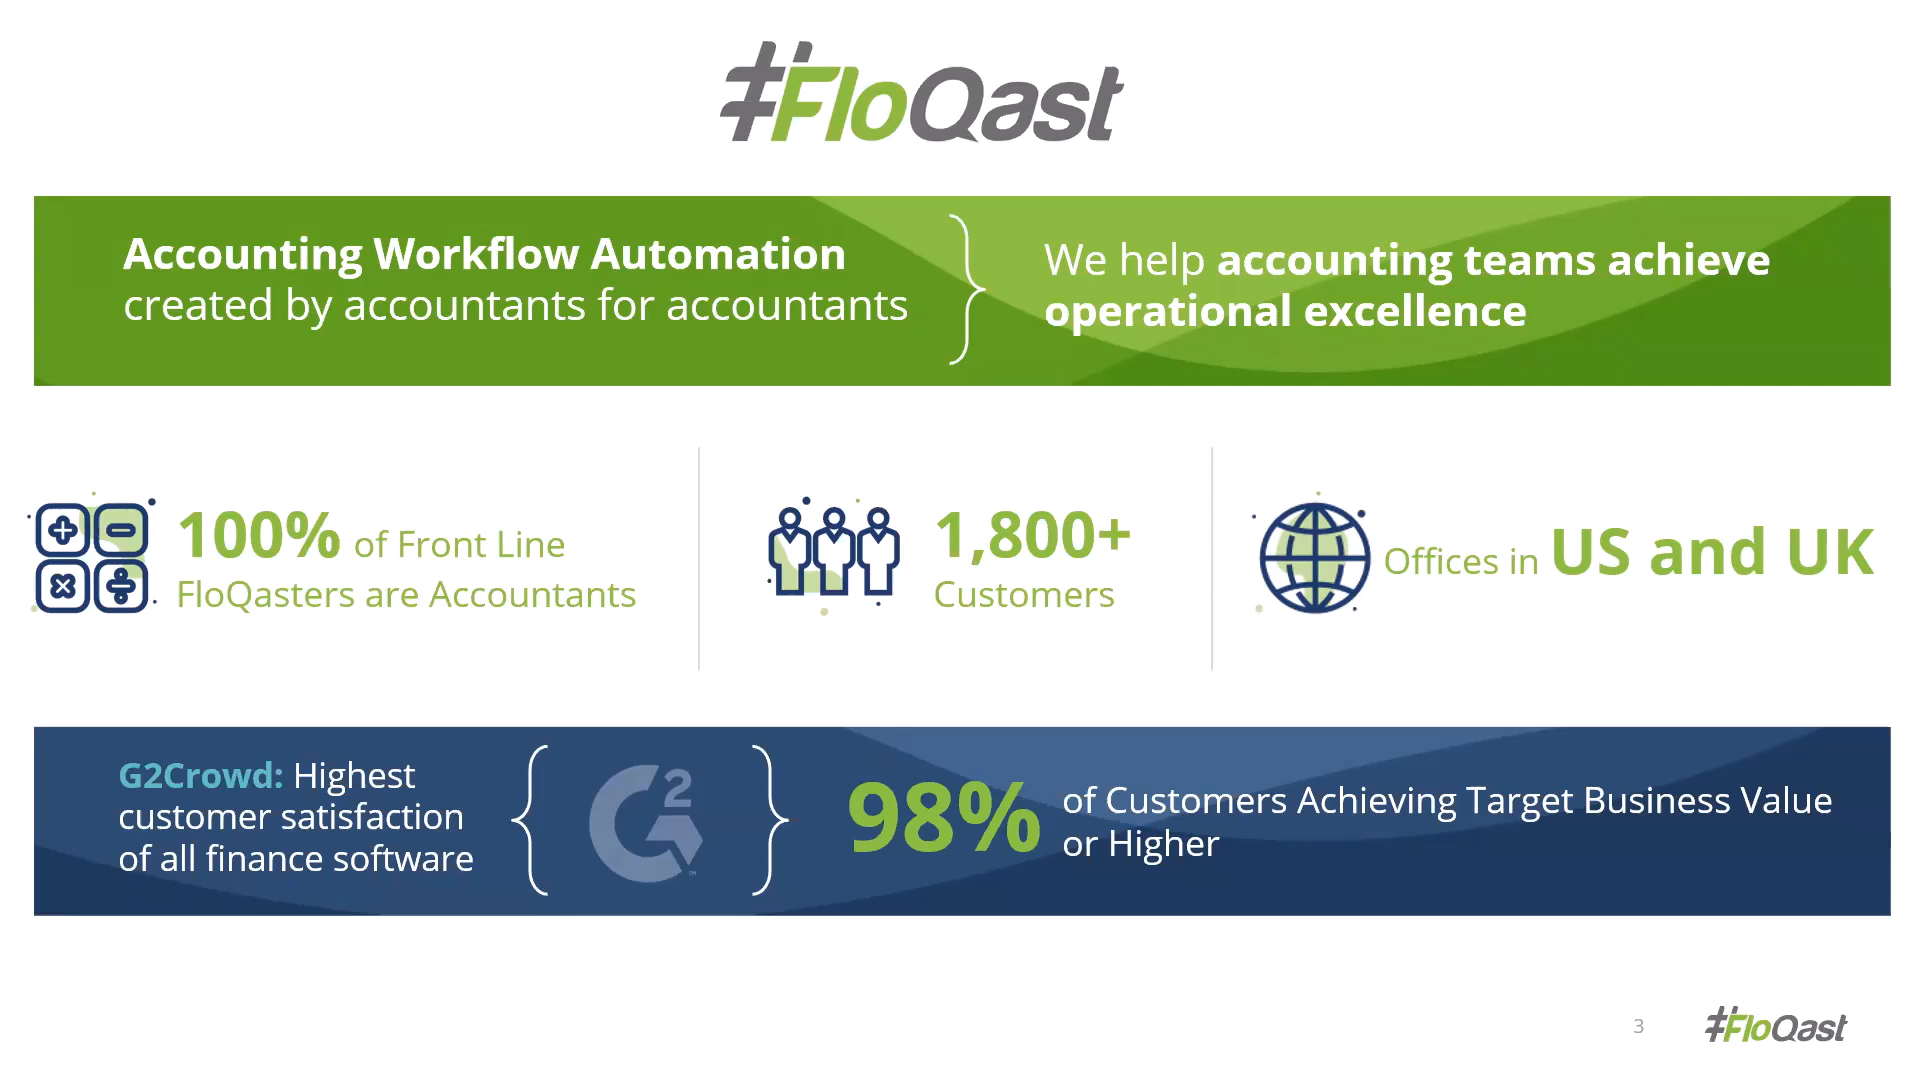 #FloQast
Accounting Workflow Automation
created by accountants for accountants
We help accounting teams achieve
operational excellence
100% of Front Line
FloQasters are Accountants
1,800+
Customers
Offices in US and UK
G2Crowd: Highest
customer satisfaction
of all finance software
G2
™
98%
of Customers Achieving Target Business Value
or Higher
3
#FloQast